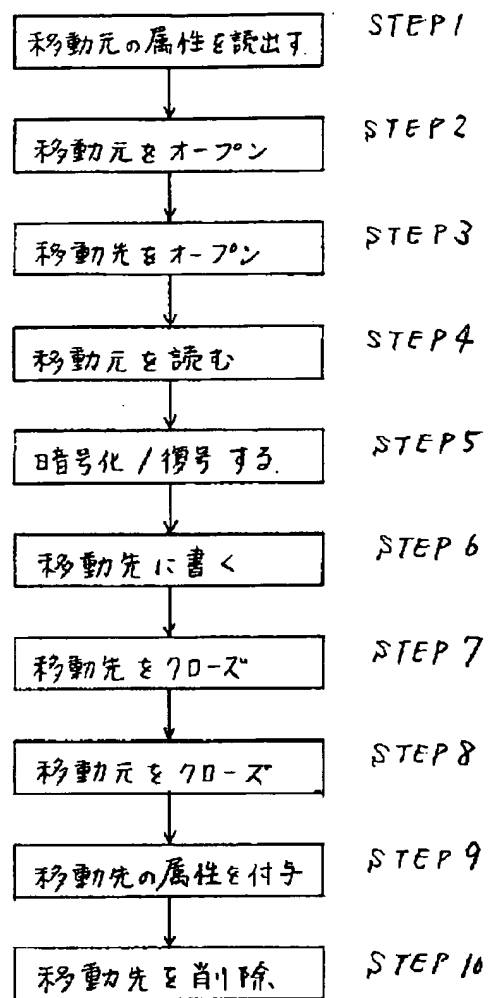 移動元の属性を読出す. STEP1
移動元をオープン STEP2
移動先をオープン STEP3
移動元を読む STEP4
暗号化/復号する. STEP5
移動先に書く STEP6
移動先をクローズ STEP7
移動元をクローズ STEP8
移動先の属性を付与 STEP9
移動先を削除 STEP10